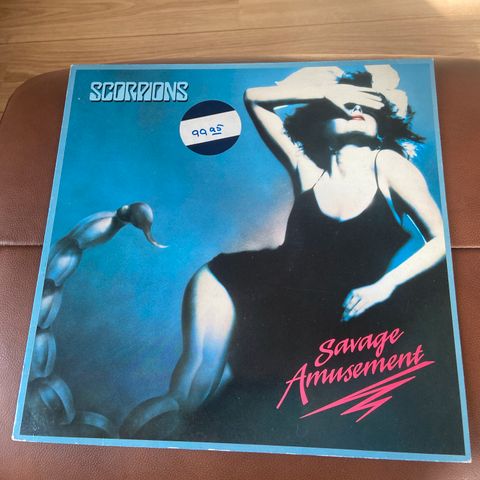 SCORPIONS
99 95
Savage
Amusement